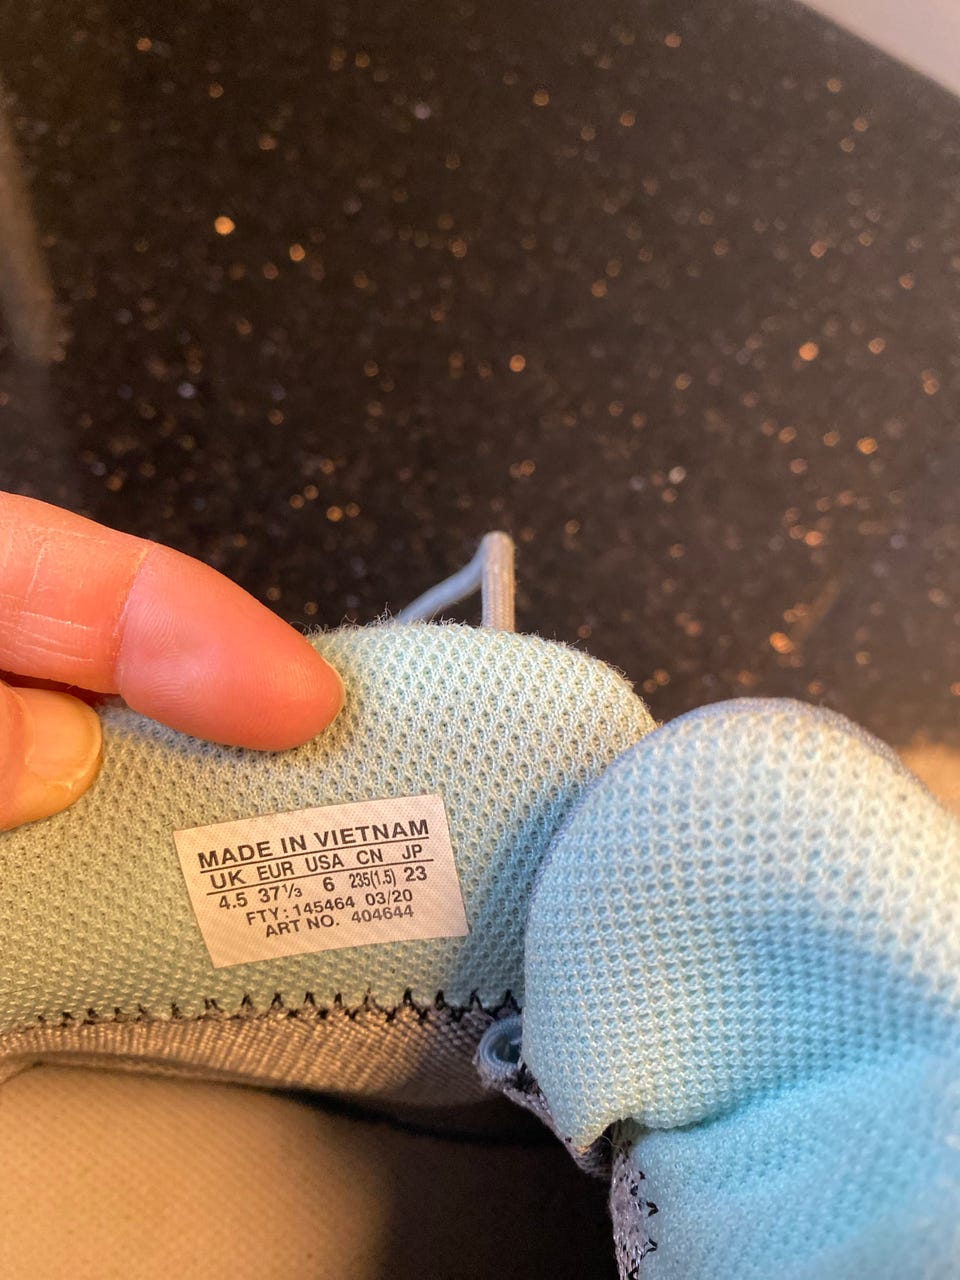 MADE IN VIETNAM
UK EUR USA CN JP
4.5 37⅓ 6 235(1.5) 23
FTY: 145464 03/20
ART NO. 404644